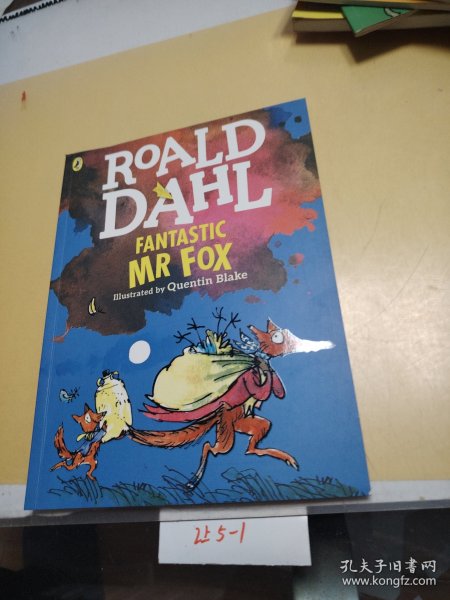 ROALD
DAHL
FANTASTIC
MR FOX
Illustrated by Quentin Blake
5-1
孔夫子旧书网
www.kongfz.com